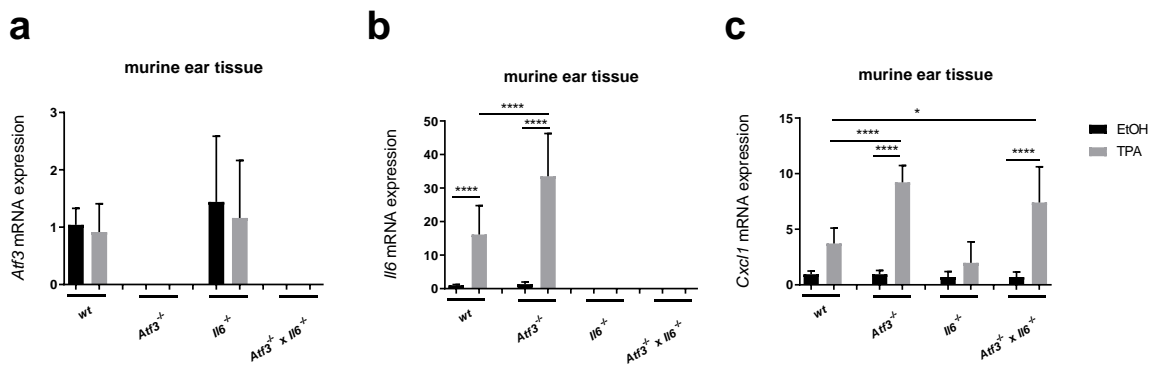 a
murine ear tissue
Atf3 mRNA expression
3
2
1
0
wt
Atf3-/-
Il6-/-
Atf3-/- x Il6-/-
b
murine ear tissue
Il6 mRNA expression
50
40
30
20
10
0
****
****
****
wt
Atf3-/-
Il6-/-
Atf3-/- x Il6-/-
c
murine ear tissue
Cxcl1 mRNA expression
15
10
5
0
*
****
****
****
wt
Atf3-/-
Il6-/-
Atf3-/- x Il6-/-
EtOH
TPA